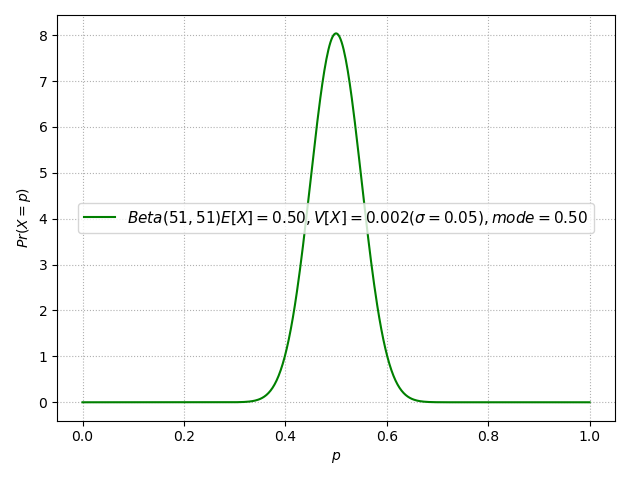 8
7
6
5
4
3
2
1
0
Pr(X = p)
Beta(51, 51)E[X] = 0.50, V[X] = 0.002(σ = 0.05), mode = 0.50
0.0 0.2 0.4 0.6 0.8 1.0
p